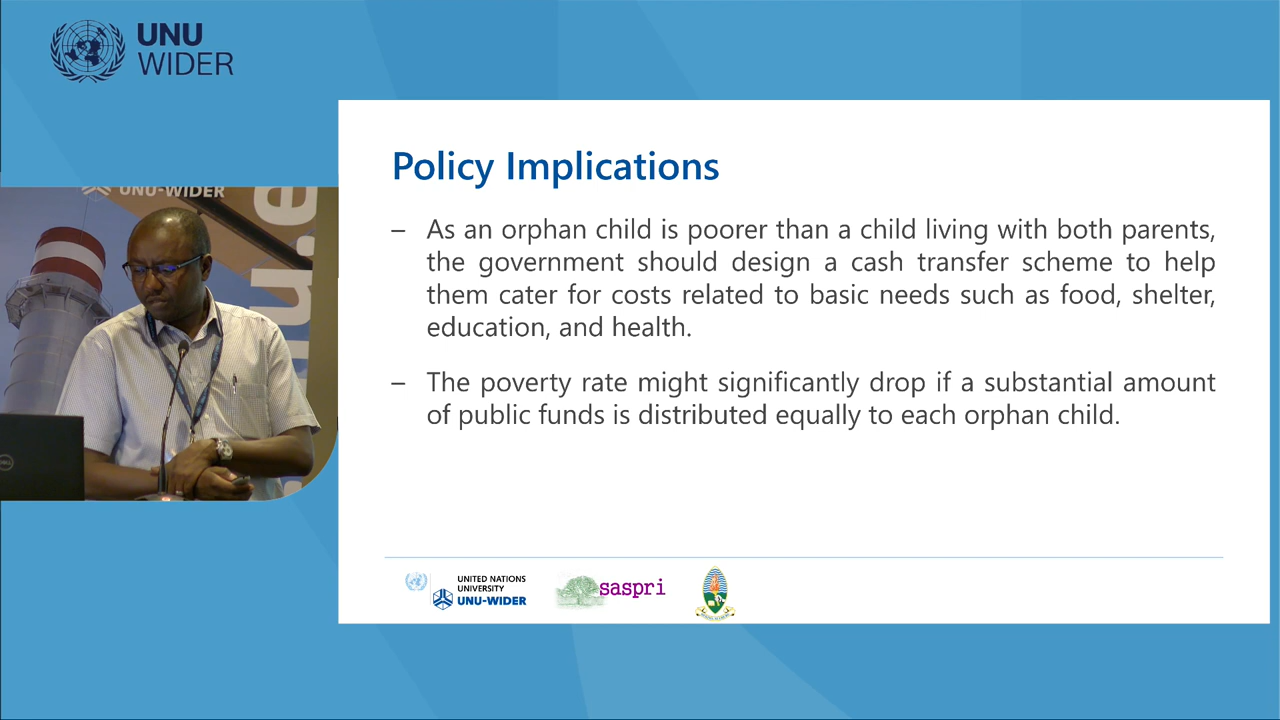 UNU
WIDER
UNU-WIDER
Policy Implications
– As an orphan child is poorer than a child living with both parents,
the government should design a cash transfer scheme to help
them cater for costs related to basic needs such as food, shelter,
education, and health.
– The poverty rate might significantly drop if a substantial amount
of public funds is distributed equally to each orphan child.
UNITED NATIONS
UNIVERSITY
UNU-WIDER
saspri